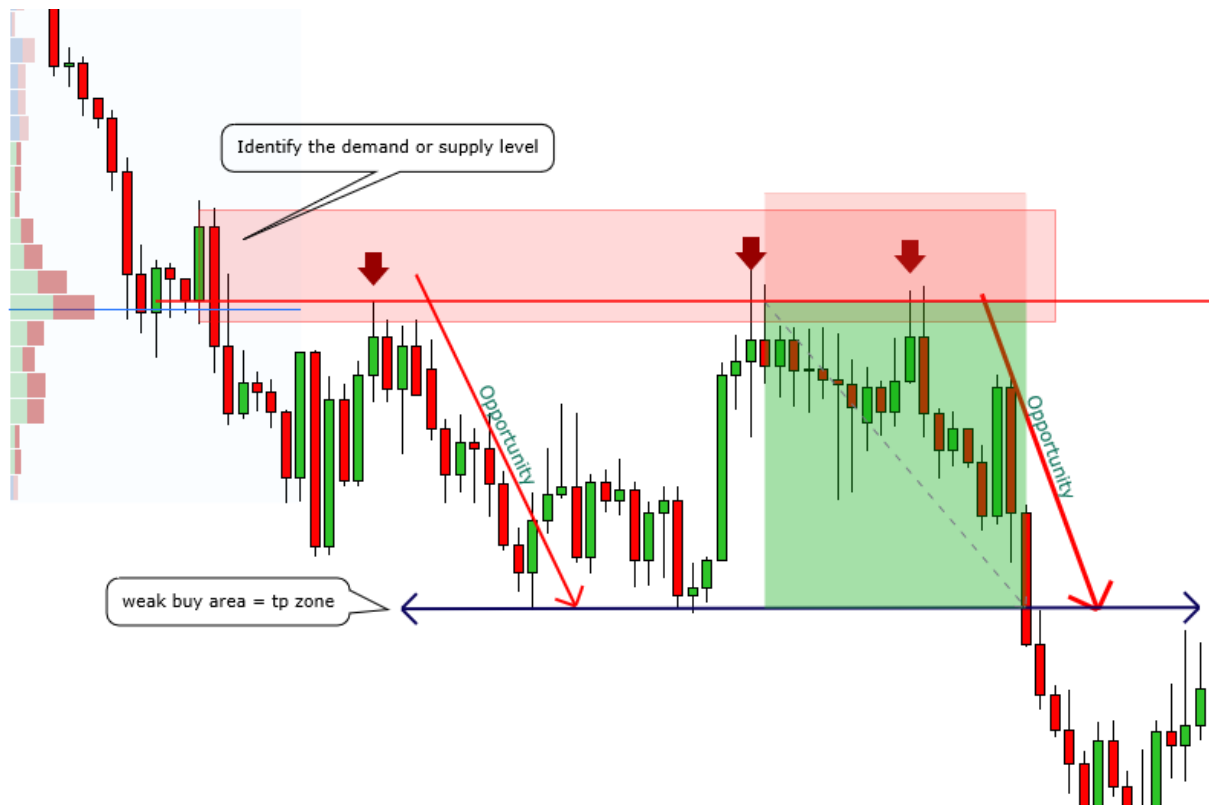 Identify the demand or supply level
Opportunity
Opportunity
weak buy area = tp zone